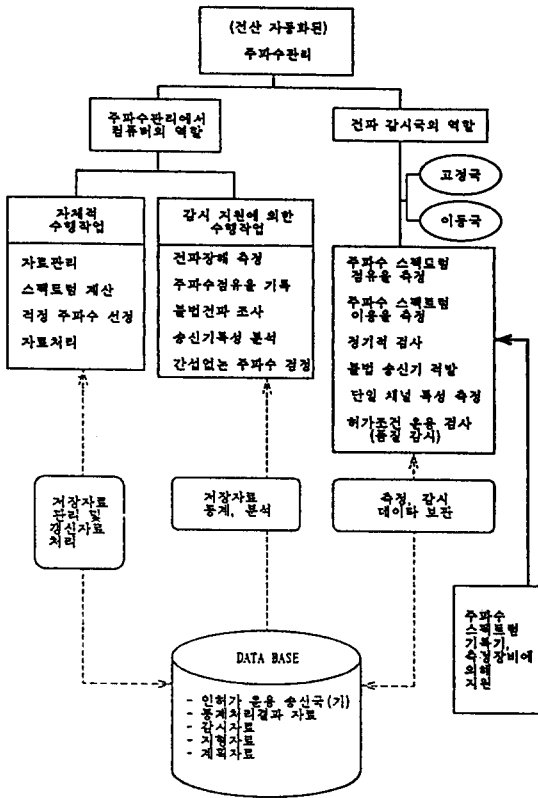 (전산 자동화된)
주파수관리
주파수관리에서
컴퓨터의 역할
전파 감시국의 역할
고정국
이동국
자체적
수행작업
자료관리
스펙트럼 계산
적정 주파수 선정
자료처리
감시 지원에 의한
수행작업
전파장해 측정
주파수점유율 기록
불법전파 조사
송신기특성 분석
간섭없는 주파수 검정
주파수 스펙트럼
점유율 측정
주파수 스펙트럼
이용율 측정
정기적 검사
불법 송신기 적발
단일 채널 특성 측정
허가조건 운용 검사
(품질 감시)
저장자료
관리 및
갱신자료
처리
저장자료
통계, 분석
측정, 감시
데이타 보관
주파수
스펙트럼
기록기,
측정장비에
의해
지원
DATA BASE
- 인허가 운용 송신국(기)
- 통계처리결과 자료
- 감시자료
- 지형자료
- 계획자료